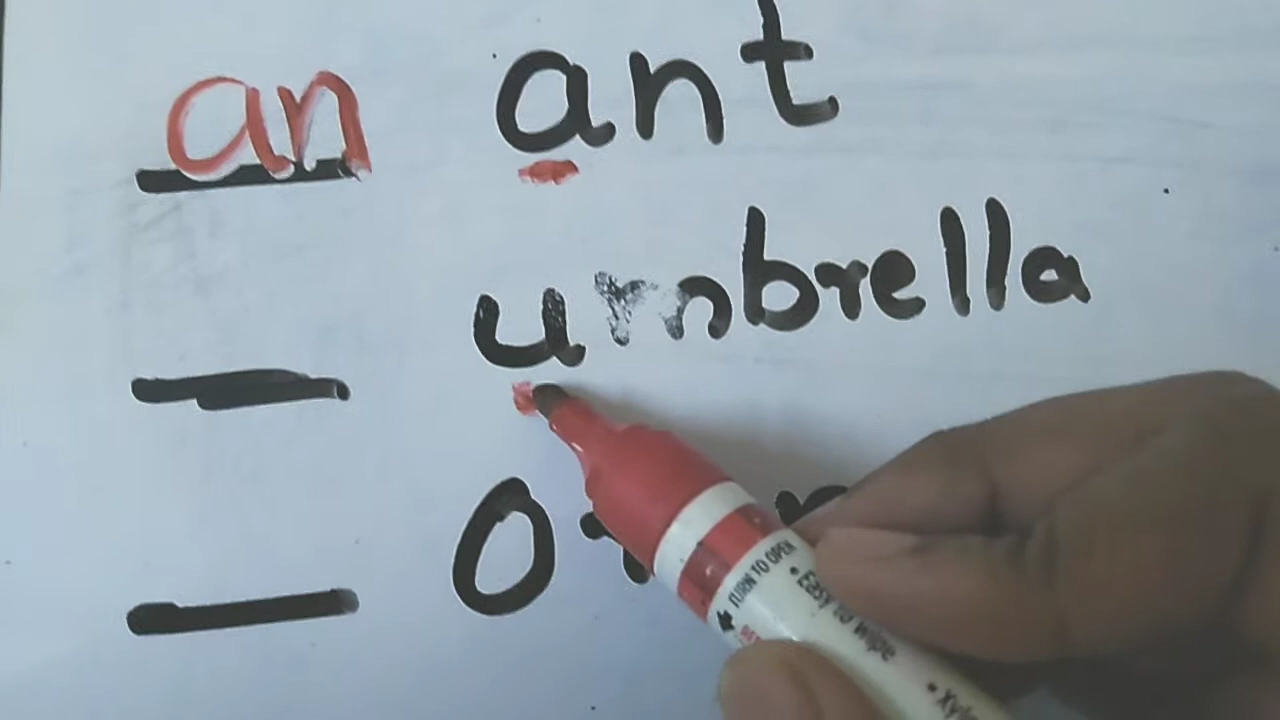 an ant
umbrella
TURN TO OPEN
• Easy to wipe